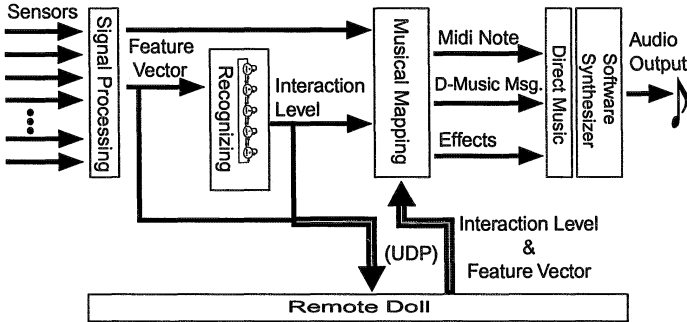 Sensors
Signal Processing
Feature
Vector
Recognizing
Interaction
Level
Musical Mapping
Midi Note
D-Music Msg.
Effects
Direct Music
Software
Synthesizer
Audio
Output
(UDP)
Interaction Level
&
Feature Vector
Remote Doll